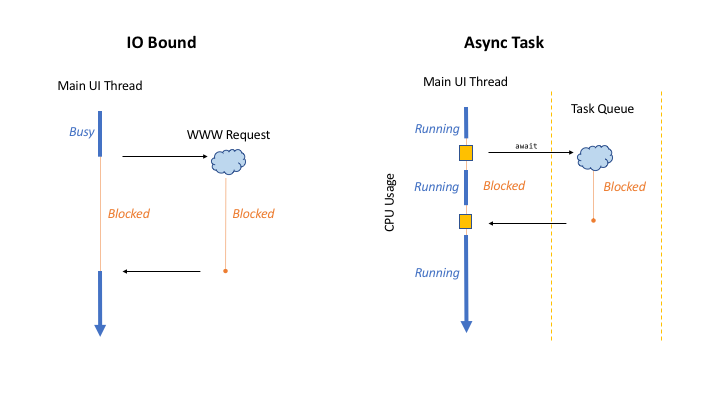 IO Bound
Main UI Thread
Busy
WWW Request
Blocked
Blocked
Async Task
Main UI Thread
Task Queue
Running
await
CPU Usage
Running
Blocked
Blocked
Running